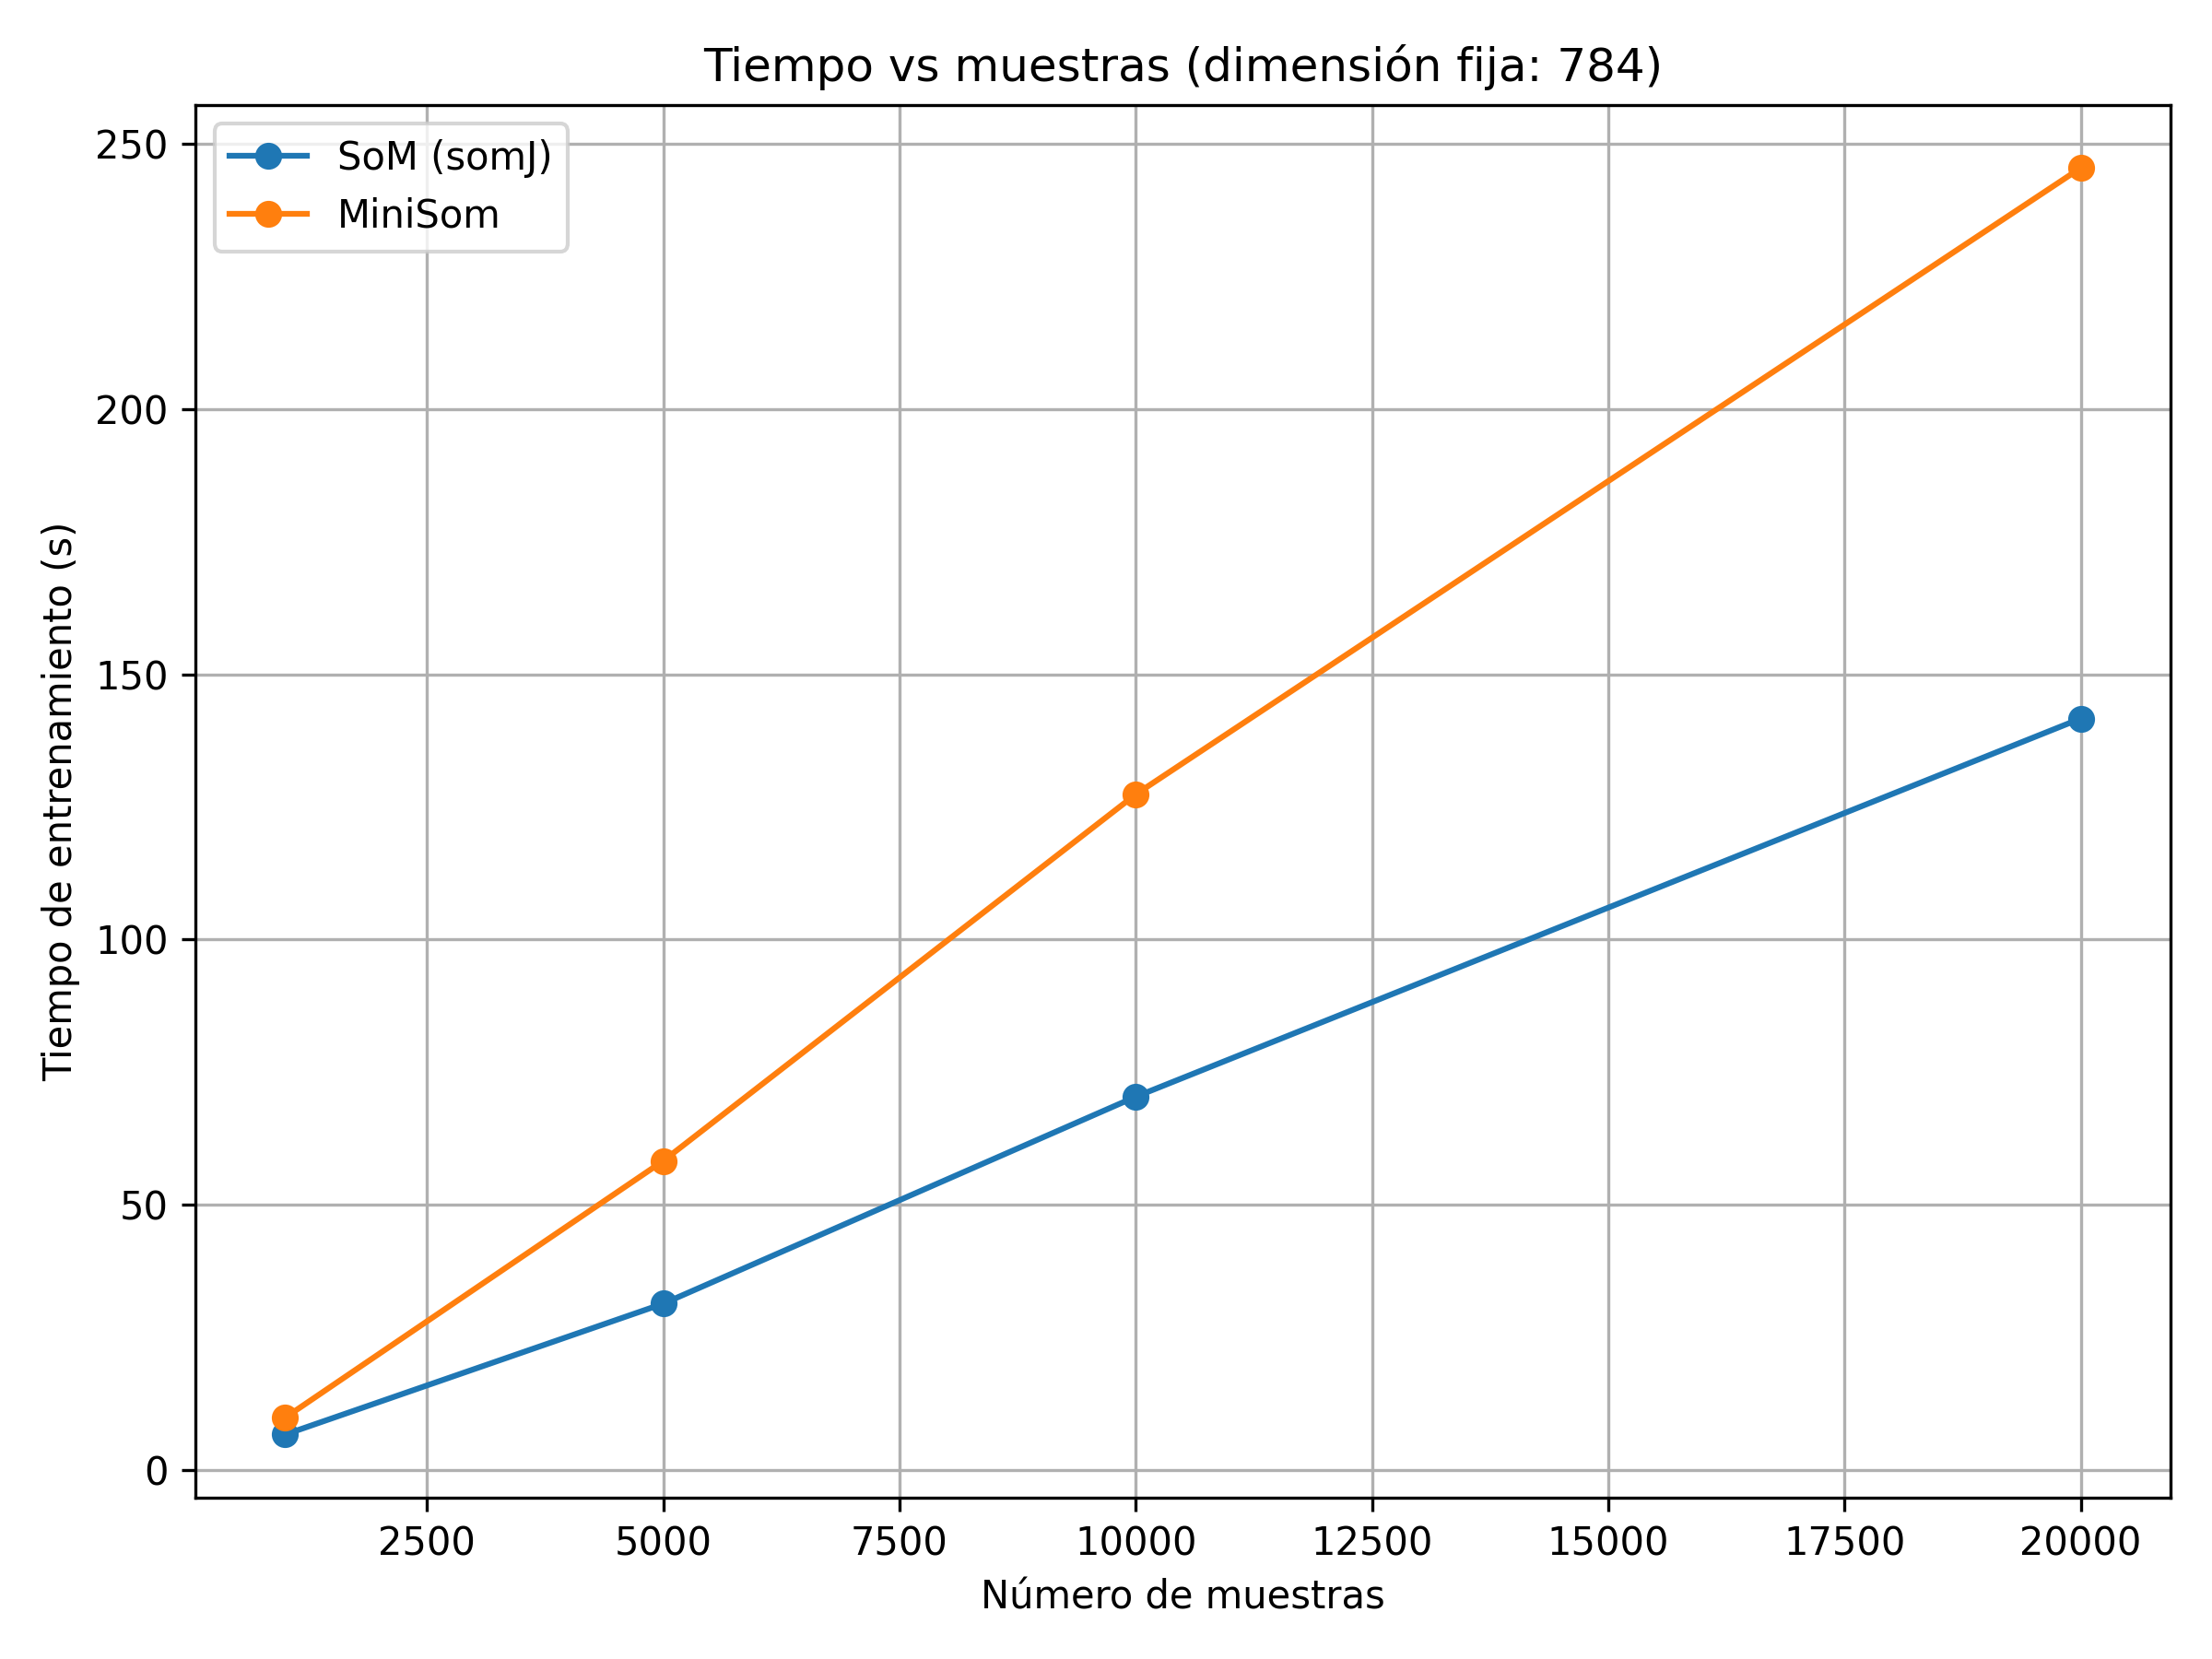 Tiempo vs muestras (dimensión fija: 784)
SoM (somJ)
MiniSom
250
200
150
100
50
0
Tiempo de entrenamiento (s)
2500 5000 7500 10000 12500 15000 17500 20000
Número de muestras